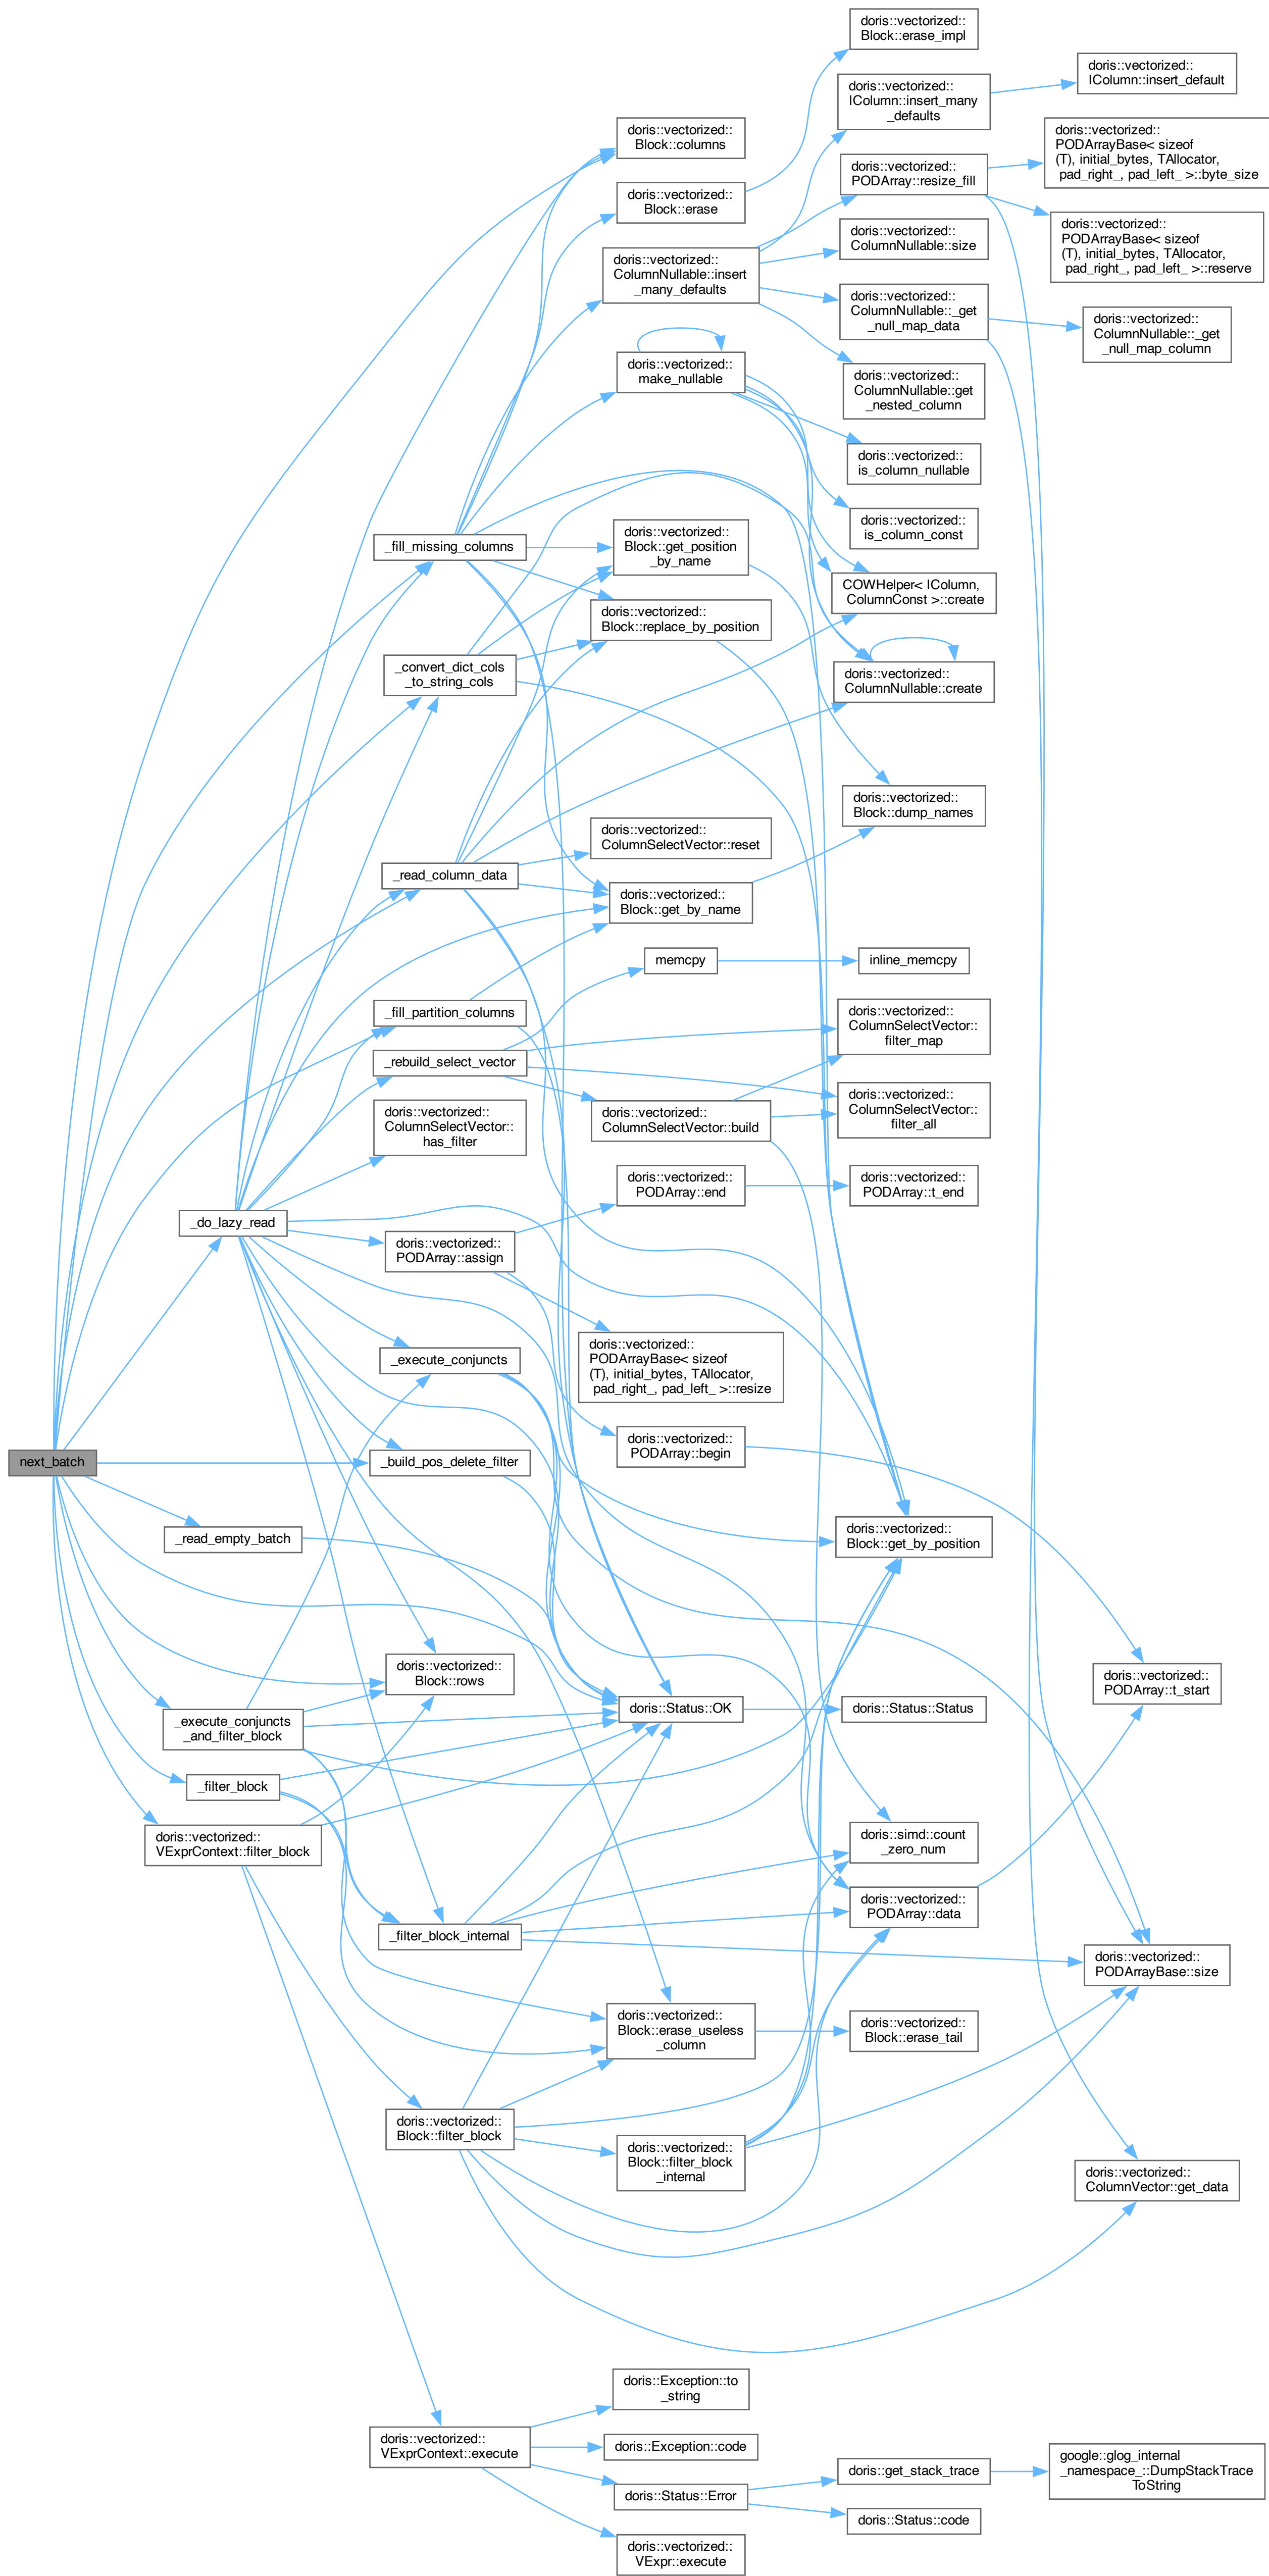 doris::vectorized::
Block::erase_impl
doris::vectorized::
IColumn::insert_default
doris::vectorized::
IColumn::insert_many
_defaults
doris::vectorized::
Block::columns
doris::vectorized::
PODArrayBase< sizeof
(T), initial_bytes, TAllocator,
pad_right_, pad_left_ >::byte_size
doris::vectorized::
PODArray::resize_fill
doris::vectorized::
Block::erase
doris::vectorized::
ColumnNullable::size
doris::vectorized::
PODArrayBase< sizeof
(T), initial_bytes, TAllocator,
pad_right_, pad_left_ >::reserve
doris::vectorized::
ColumnNullable::insert
_many_defaults
doris::vectorized::
ColumnNullable::_get
_null_map_data
doris::vectorized::
ColumnNullable::_get
_null_map_column
doris::vectorized::
make_nullable
doris::vectorized::
ColumnNullable::get
_nested_column
doris::vectorized::
is_column_nullable
doris::vectorized::
is_column_const
_fill_missing_columns
doris::vectorized::
Block::get_position
_by_name
COWHelper< IColumn,
ColumnConst >::create
doris::vectorized::
Block::replace_by_position
_convert_dict_cols
_to_string_cols
doris::vectorized::
ColumnNullable::create
doris::vectorized::
Block::dump_names
doris::vectorized::
ColumnSelectVector::reset
_read_column_data
doris::vectorized::
Block::get_by_name
memcpy
inline_memcpy
_fill_partition_columns
doris::vectorized::
ColumnSelectVector::
filter_map
_rebuild_select_vector
doris::vectorized::
ColumnSelectVector::
has_filter
doris::vectorized::
ColumnSelectVector::build
doris::vectorized::
ColumnSelectVector::
filter_all
doris::vectorized::
PODArray::end
doris::vectorized::
PODArray::t_end
_do_lazy_read
doris::vectorized::
PODArray::assign
doris::vectorized::
PODArrayBase< sizeof
(T), initial_bytes, TAllocator,
pad_right_, pad_left_ >::resize
_execute_conjuncts
doris::vectorized::
PODArray::begin
next_batch
_build_pos_delete_filter
_read_empty_batch
doris::vectorized::
Block::get_by_position
doris::vectorized::
Block::rows
doris::vectorized::
PODArray::t_start
_execute_conjuncts
_and_filter_block
doris::Status::OK
doris::Status::Status
_filter_block
doris::vectorized::
VExprContext::filter_block
doris::simd::count
_zero_num
doris::vectorized::
PODArray::data
_filter_block_internal
doris::vectorized::
PODArrayBase::size
doris::vectorized::
Block::erase_useless
_column
doris::vectorized::
Block::erase_tail
doris::vectorized::
Block::filter_block
doris::vectorized::
Block::filter_block
_internal
doris::vectorized::
ColumnVector::get_data
doris::Exception::to
_string
doris::vectorized::
VExprContext::execute
doris::Exception::code
doris::get_stack_trace
google::glog_internal
_namespace_::DumpStackTrace
ToString
doris::Status::Error
doris::Status::code
doris::vectorized::
VExpr::execute